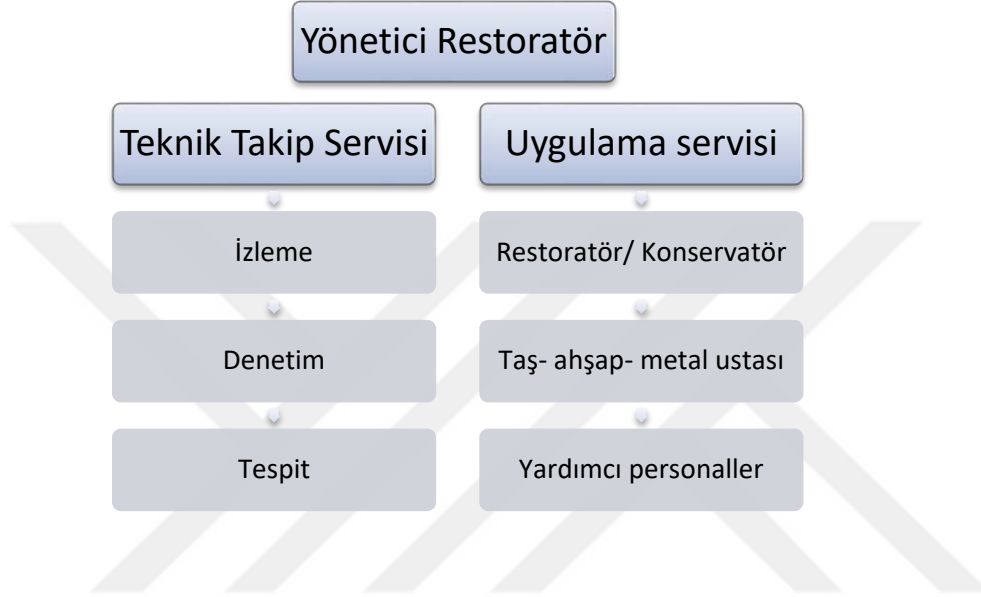 Yönetici Restoratör
Teknik Takip Servisi
İzleme
Denetim
Tespit
Uygulama servisi
Restoratör/ Konservatör
Taş- ahşap- metal ustası
Yardımcı personaller